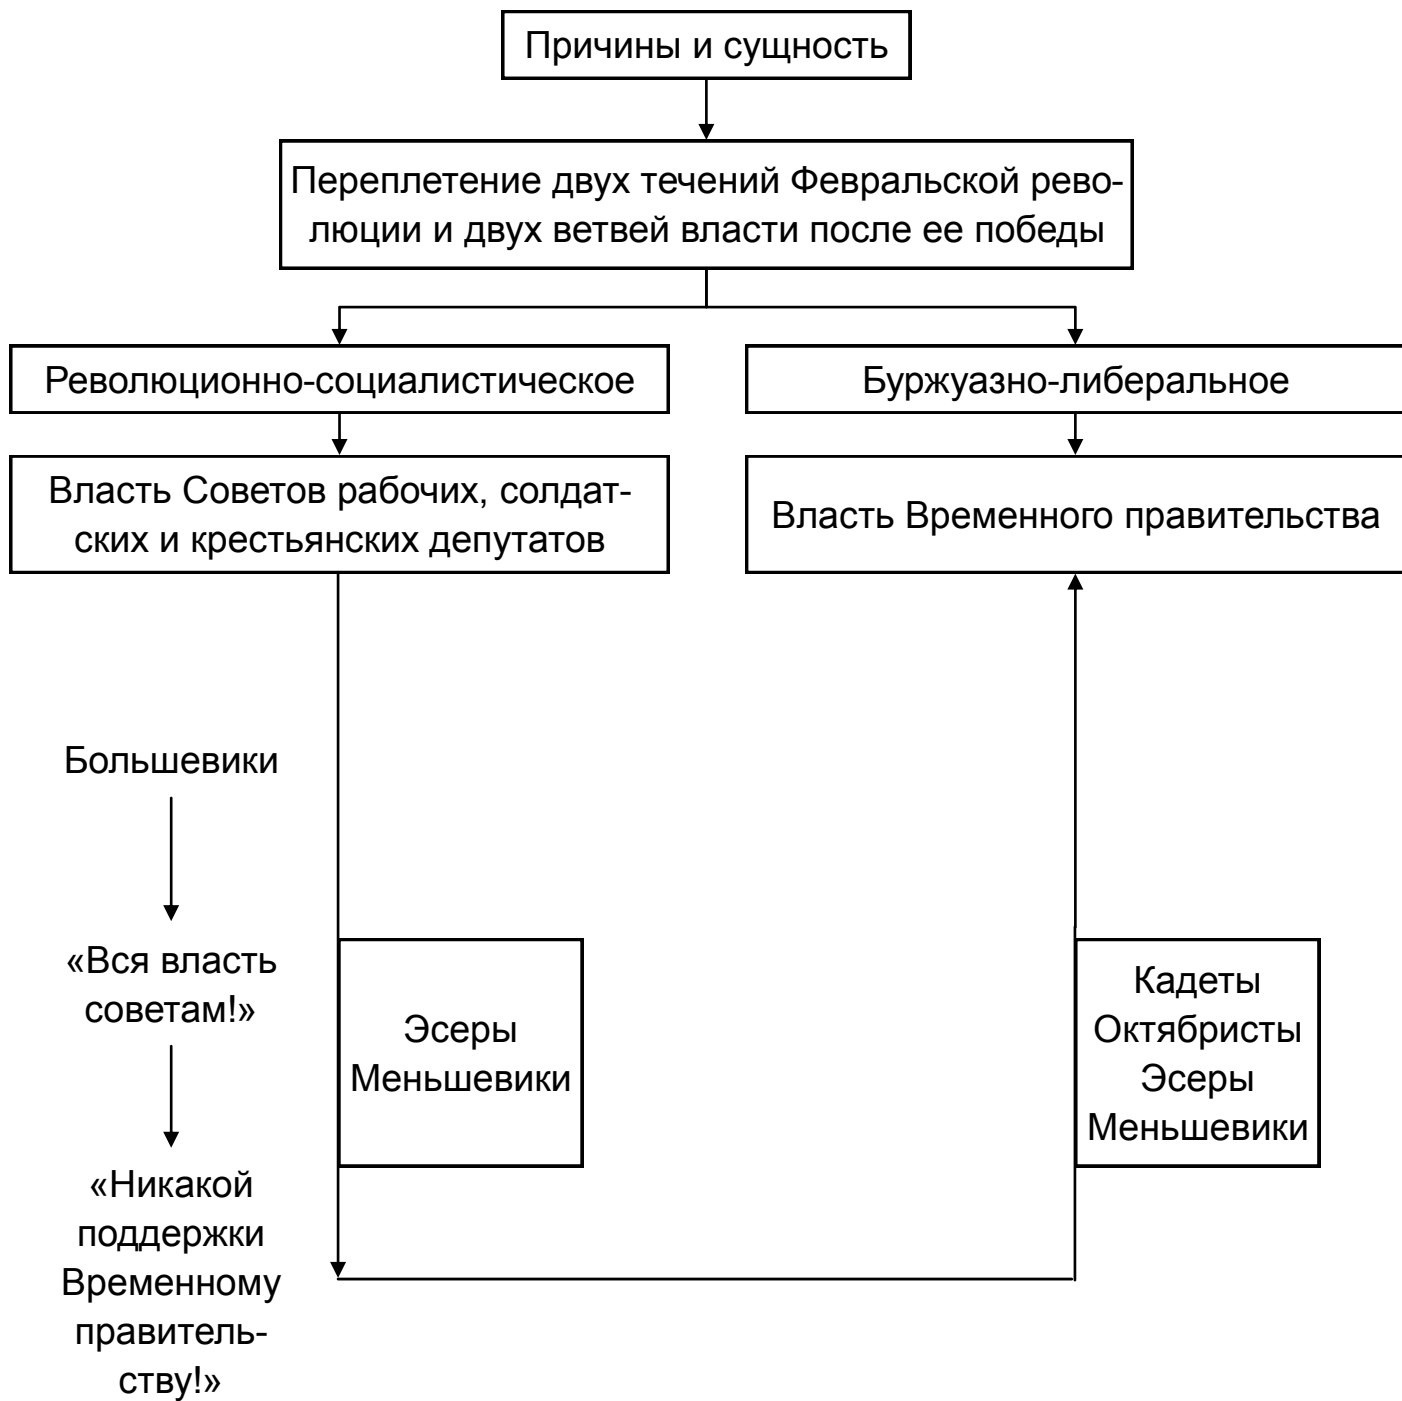 Причины и сущность
Переплетение двух течений Февральской рево-
люции и двух ветвей власти после ее победы
Революционно-социалистическое
Буржуазно-либеральное
Власть Советов рабочих, солдат-
ских и крестьянских депутатов
Власть Временного правительства
Большевики
«Вся власть
советам!»
«Никакой
поддержки
Временному
правитель-
ству!»
Эсеры
Меньшевики
Кадеты
Октябристы
Эсеры
Меньшевики